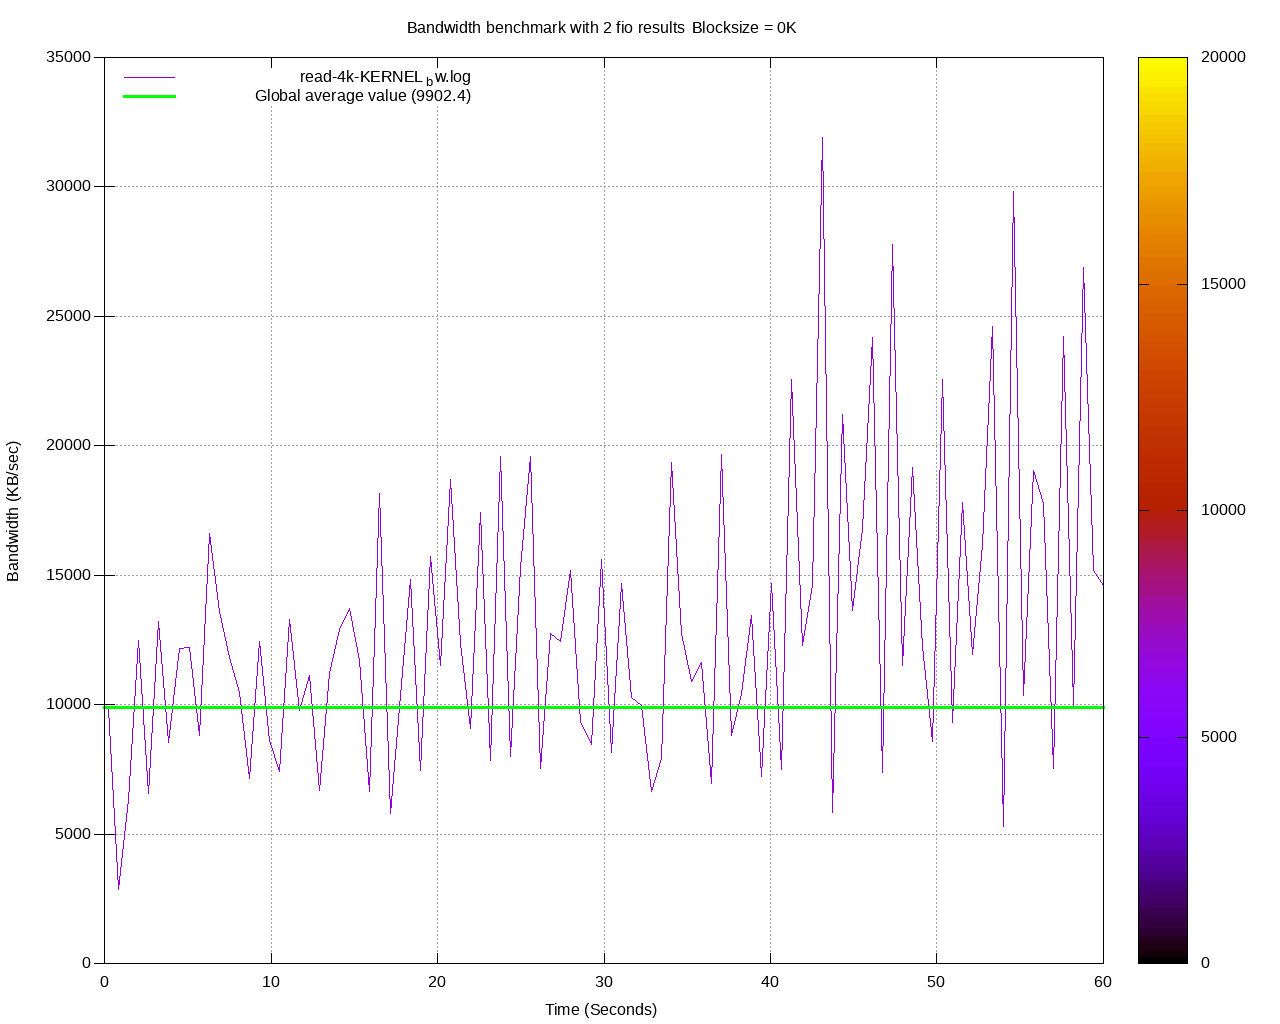 Bandwidth benchmark with 2 fio results Blocksize = 0K
read-4k-KERNELbw.log
Global average value (9902.4)
35000
30000
25000
20000
15000
10000
5000
0
Bandwidth (KB/sec)
0 10 20 30 40 50 60
Time (Seconds)
20000
15000
10000
5000
0